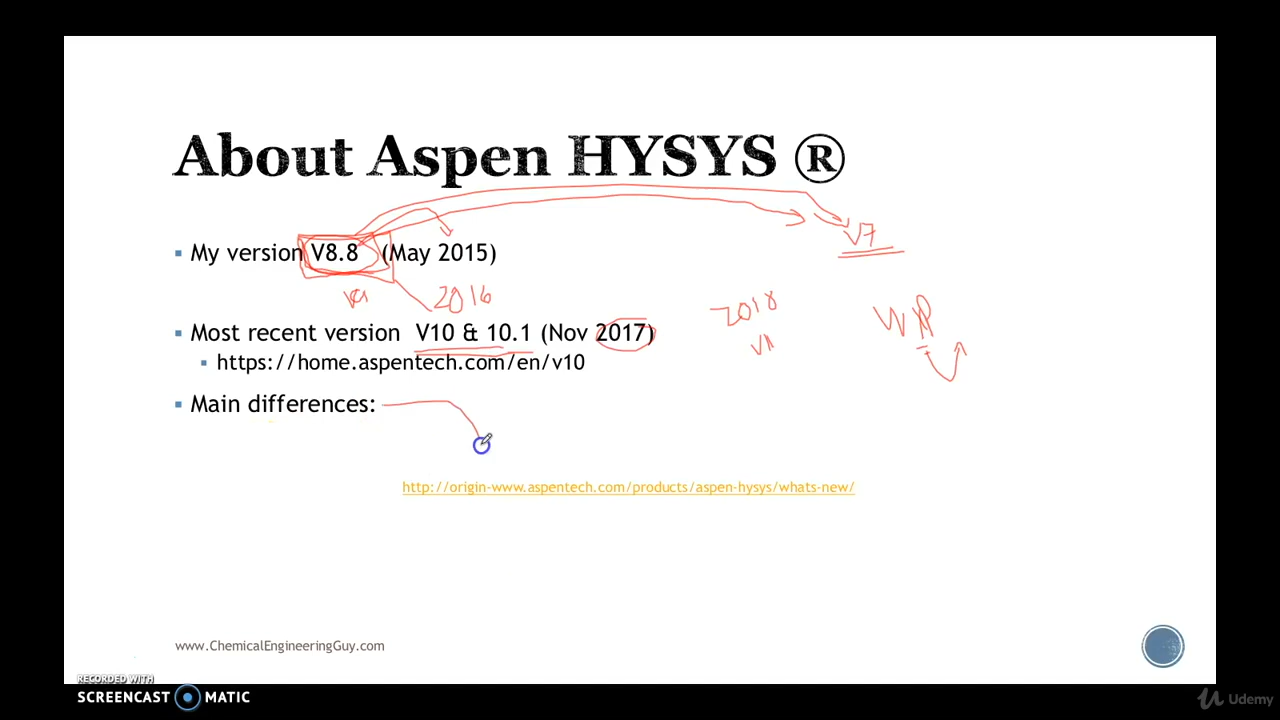 About Aspen HYSYS ®
▪ My version V8.8 (May 2015)
V7
V9
2016
2018
▪ Most recent version V10 & 10.1 (Nov 2017)
▪ https://home.aspentech.com/en/v10
▪ Main differences:
http://origin-www.aspentech.com/products/aspen-hysys/whats-new/
www.ChemicalEngineeringGuy.com
RECORDED WITH
SCREENCAST MATIC
Udemy